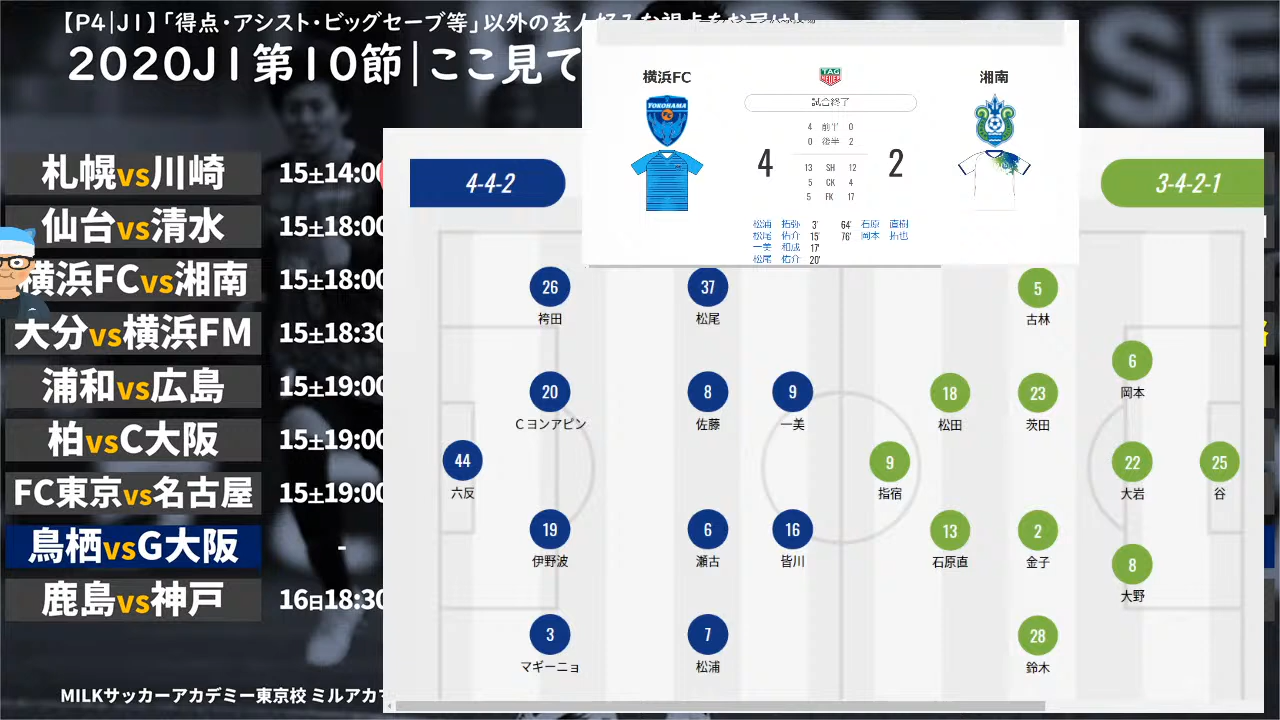 【P4|J1】「得点・アシスト・ビッグセーブ等」以外の玄人好みな視点をお届け!
2020J1第10節|ここ見て
札幌vs川崎 15土14:00
仙台vs清水 15土18:00
横浜FCvs湘南 15土18:00
大分vs横浜FM 15土18:30
浦和vs広島 15土19:00
柏vsC大阪 15土19:00
FC東京vs名古屋 15土19:00
鳥栖vsG大阪 -
鹿島vs神戸 16日18:30
MILKサッカーアカデミー東京校 ミルアカ
横浜FC
TAG HEUER
湘南
YOKOHAMA
試合終了
4 前半 0
0 後半 2
4
2
13 SH 12
5 CK 4
5 FK 17
松浦 拓弥 3' 64' 石原 直樹
松尾 佑介 15' 76' 岡本 拓也
一美 和成 17'
松尾 佑介 20'
4-4-2
3-4-2-1
26
袴田
37
松尾
5
古林
6
岡本
20
Cヨンアピン
8
佐藤
9
一美
18
松田
23
茨田
44
六反
9
指宿
22
大岩
25
谷
19
伊野波
6
瀬古
16
皆川
13
石原直
2
金子
8
大野
3
マギーニョ
7
松浦
28
鈴木